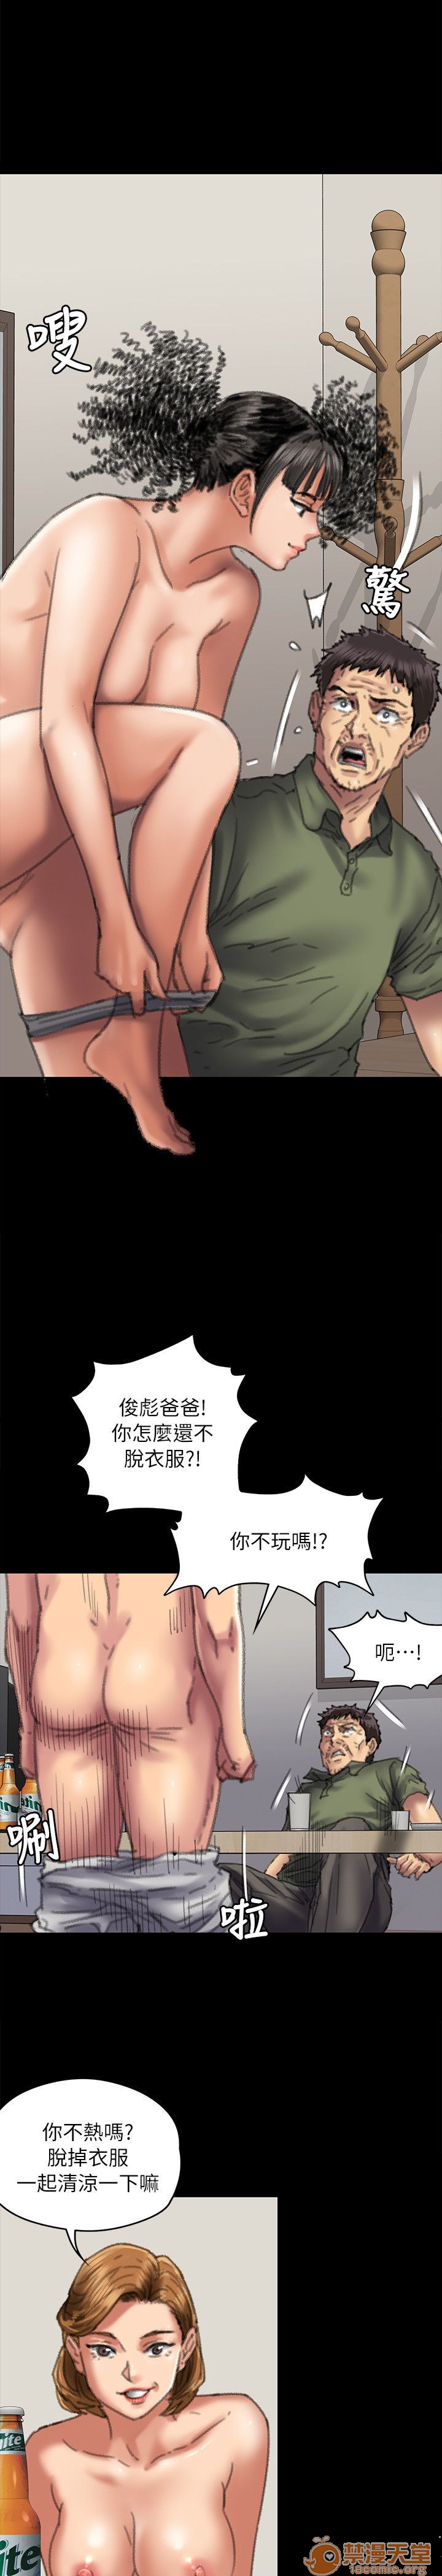 嗖
驚
俊彪爸爸!
你怎麼還不
脫衣服?!
你不玩嗎!?
呃⋯!
唰
啦
你不熱嗎?
脫掉衣服
一起清涼一下嘛
禁漫天堂
18comic.org